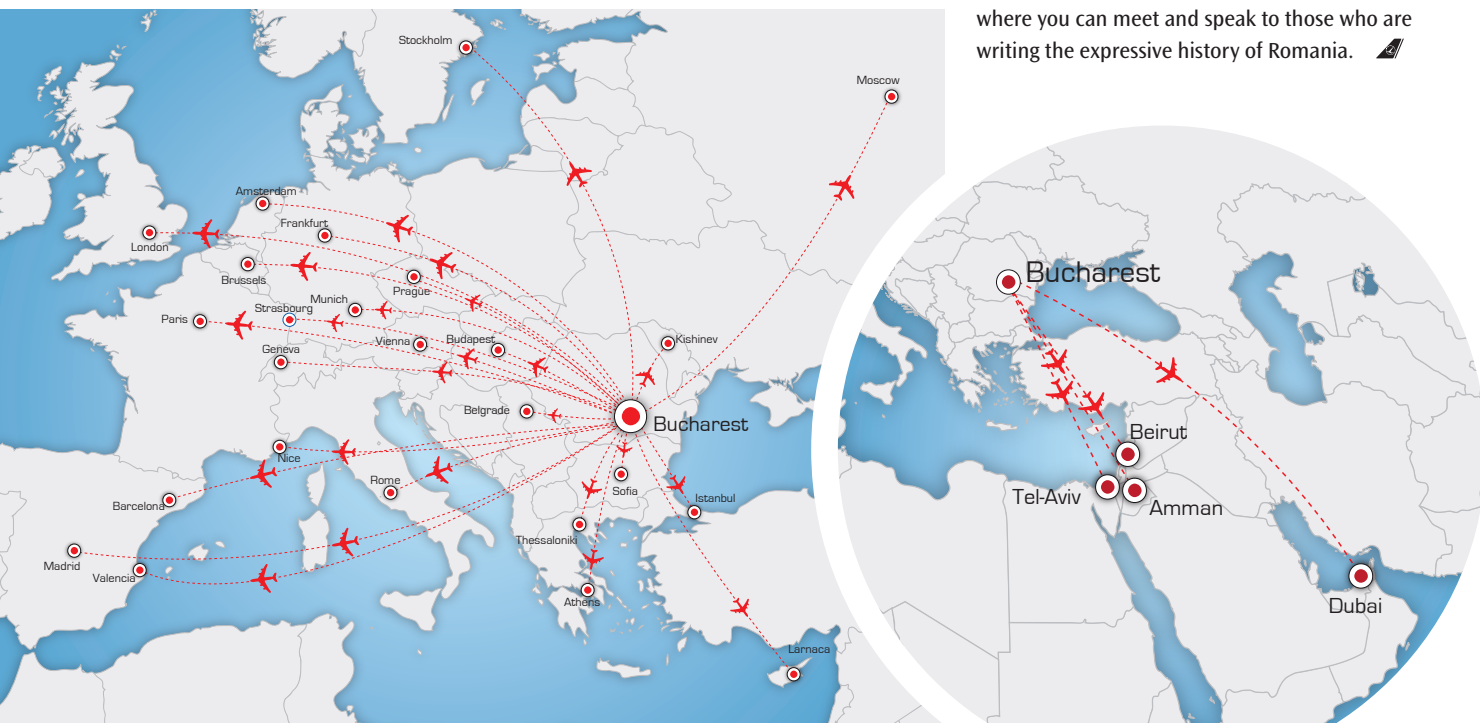 where you can meet and speak to those who are
writing the expressive history of Romania.
Stockholm
Moscow
Amsterdam
Frankfurt
London
Brussels
Prague
Munich
Strasbourg
Paris
Vienna
Budapest
Kishinev
Geneva
Belgrade
Bucharest
Nice
Rome
Barcelona
Sofia
Istanbul
Thessaloniki
Madrid
Valencia
Athens
Larnaca
Bucharest
Beirut
Tel-Aviv
Amman
Dubai